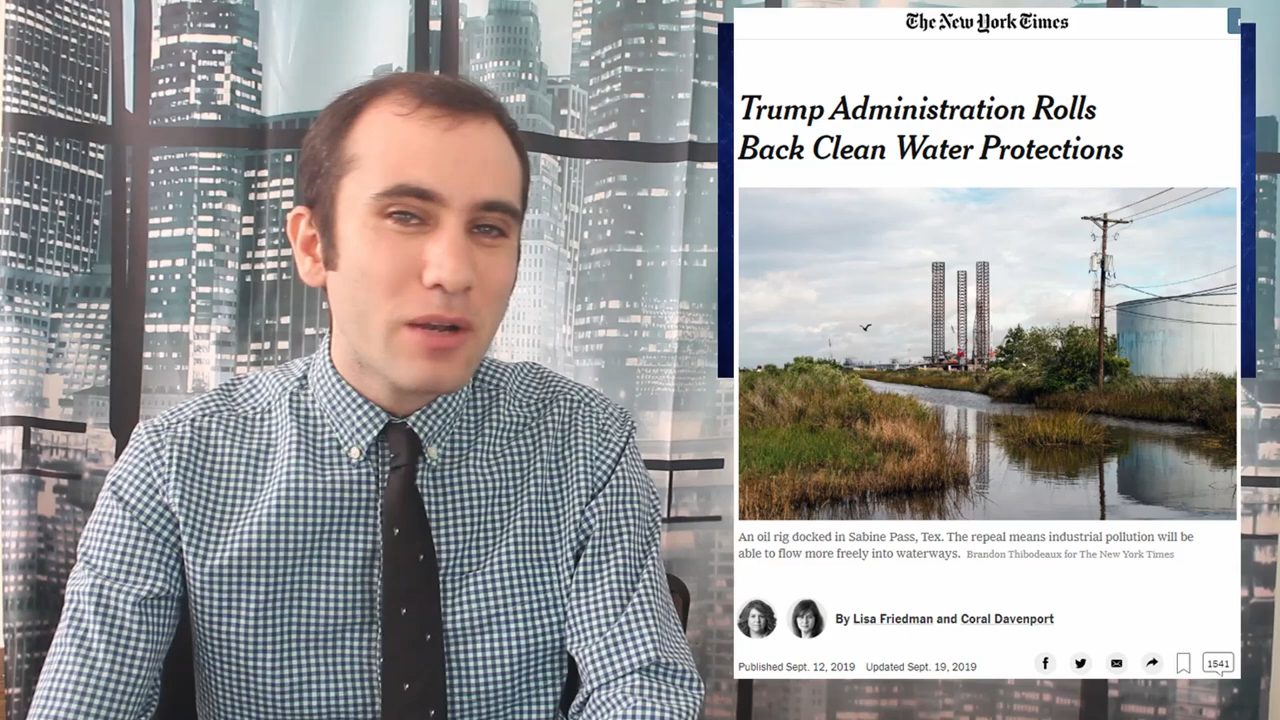 The New York Times
Trump Administration Rolls
Back Clean Water Protections
An oil rig docked in Sabine Pass, Tex. The repeal means industrial pollution will be
able to flow more freely into waterways. Brandon Thibodeaux for The New York Times
By Lisa Friedman and Coral Davenport
Published Sept. 12, 2019 Updated Sept. 19, 2019
1541